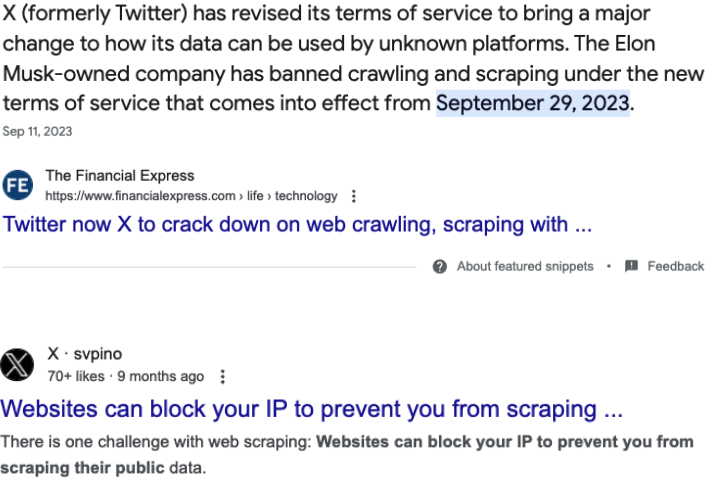 X (formerly Twitter) has revised its terms of service to bring a major
change to how its data can be used by unknown platforms. The Elon
Musk-owned company has banned crawling and scraping under the new
terms of service that comes into effect from September 29, 2023.
Sep 11, 2023
FE
The Financial Express
https://www.financialexpress.com › life › technology
Twitter now X to crack down on web crawling, scraping with ...
About featured snippets • Feedback
X · svpino
70+ likes · 9 months ago
Websites can block your IP to prevent you from scraping ...
There is one challenge with web scraping: Websites can block your IP to prevent you from
scraping their public data.